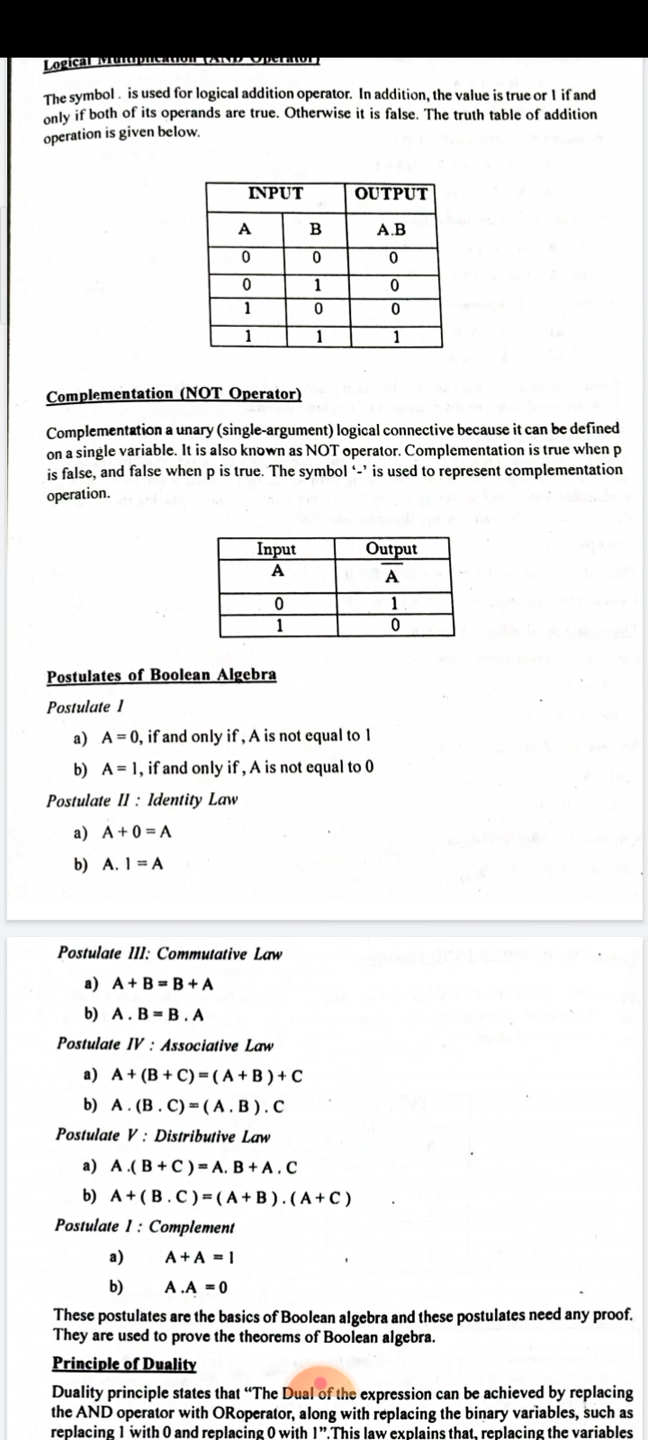 Logical Multiplication (AND Operator)
The symbol . is used for logical addition operator. In addition, the value is true or 1 if and
only if both of its operands are true. Otherwise it is false. The truth table of addition
operation is given below.
INPUT OUTPUT
A B A.B
0 0 0
0 1 0
1 0 0
1 1 1
Complementation (NOT Operator)
Complementation a unary (single-argument) logical connective because it can be defined
on a single variable. It is also known as NOT operator. Complementation is true when p
is false, and false when p is true. The symbol ‘-’ is used to represent complementation
operation.
Input Output
A A̅
0 1
1 0
Postulates of Boolean Algebra
Postulate I
a) A = 0, if and only if , A is not equal to 1
b) A = 1, if and only if , A is not equal to 0
Postulate II : Identity Law
a) A + 0 = A
b) A. 1 = A
Postulate III: Commutative Law
a) A + B = B + A
b) A . B = B . A
Postulate IV : Associative Law
a) A + (B + C) = ( A + B ) + C
b) A . (B . C) = ( A . B ) . C
Postulate V : Distributive Law
a) A .( B + C ) = A. B + A . C
b) A + ( B . C ) = ( A + B ) . ( A + C )
Postulate 1 : Complement
a) A + A = 1
b) A .A = 0
These postulates are the basics of Boolean algebra and these postulates need any proof.
They are used to prove the theorems of Boolean algebra.
Principle of Duality
Duality principle states that “The Dual of the expression can be achieved by replacing
the AND operator with ORoperator, along with replacing the binary variables, such as
replacing 1 with 0 and replacing 0 with 1”.This law explains that, replacing the variables